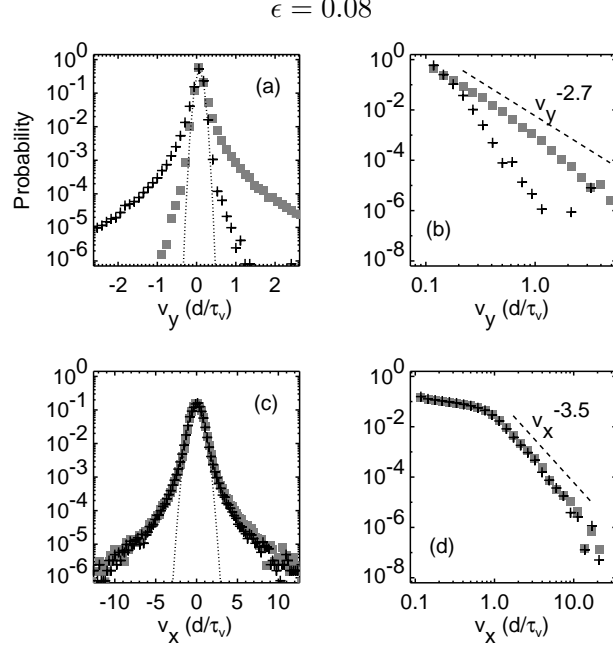 ϵ = 0.08
Probability
10^0
10^-1
10^-2
10^-3
10^-4
10^-5
10^-6
(a)
-2 -1 0 1 2
v_y (d/τ_v)
10^0
10^-2
10^-4
10^-6
10^-8
v_y^-2.7
(b)
0.1 1.0
v_y (d/τ_v)
10^0
10^-1
10^-2
10^-3
10^-4
10^-5
10^-6
(c)
-10 -5 0 5 10
v_x (d/τ_v)
10^0
10^-2
10^-4
10^-6
10^-8
v_x^-3.5
(d)
0.1 1.0 10.0
v_x (d/τ_v)